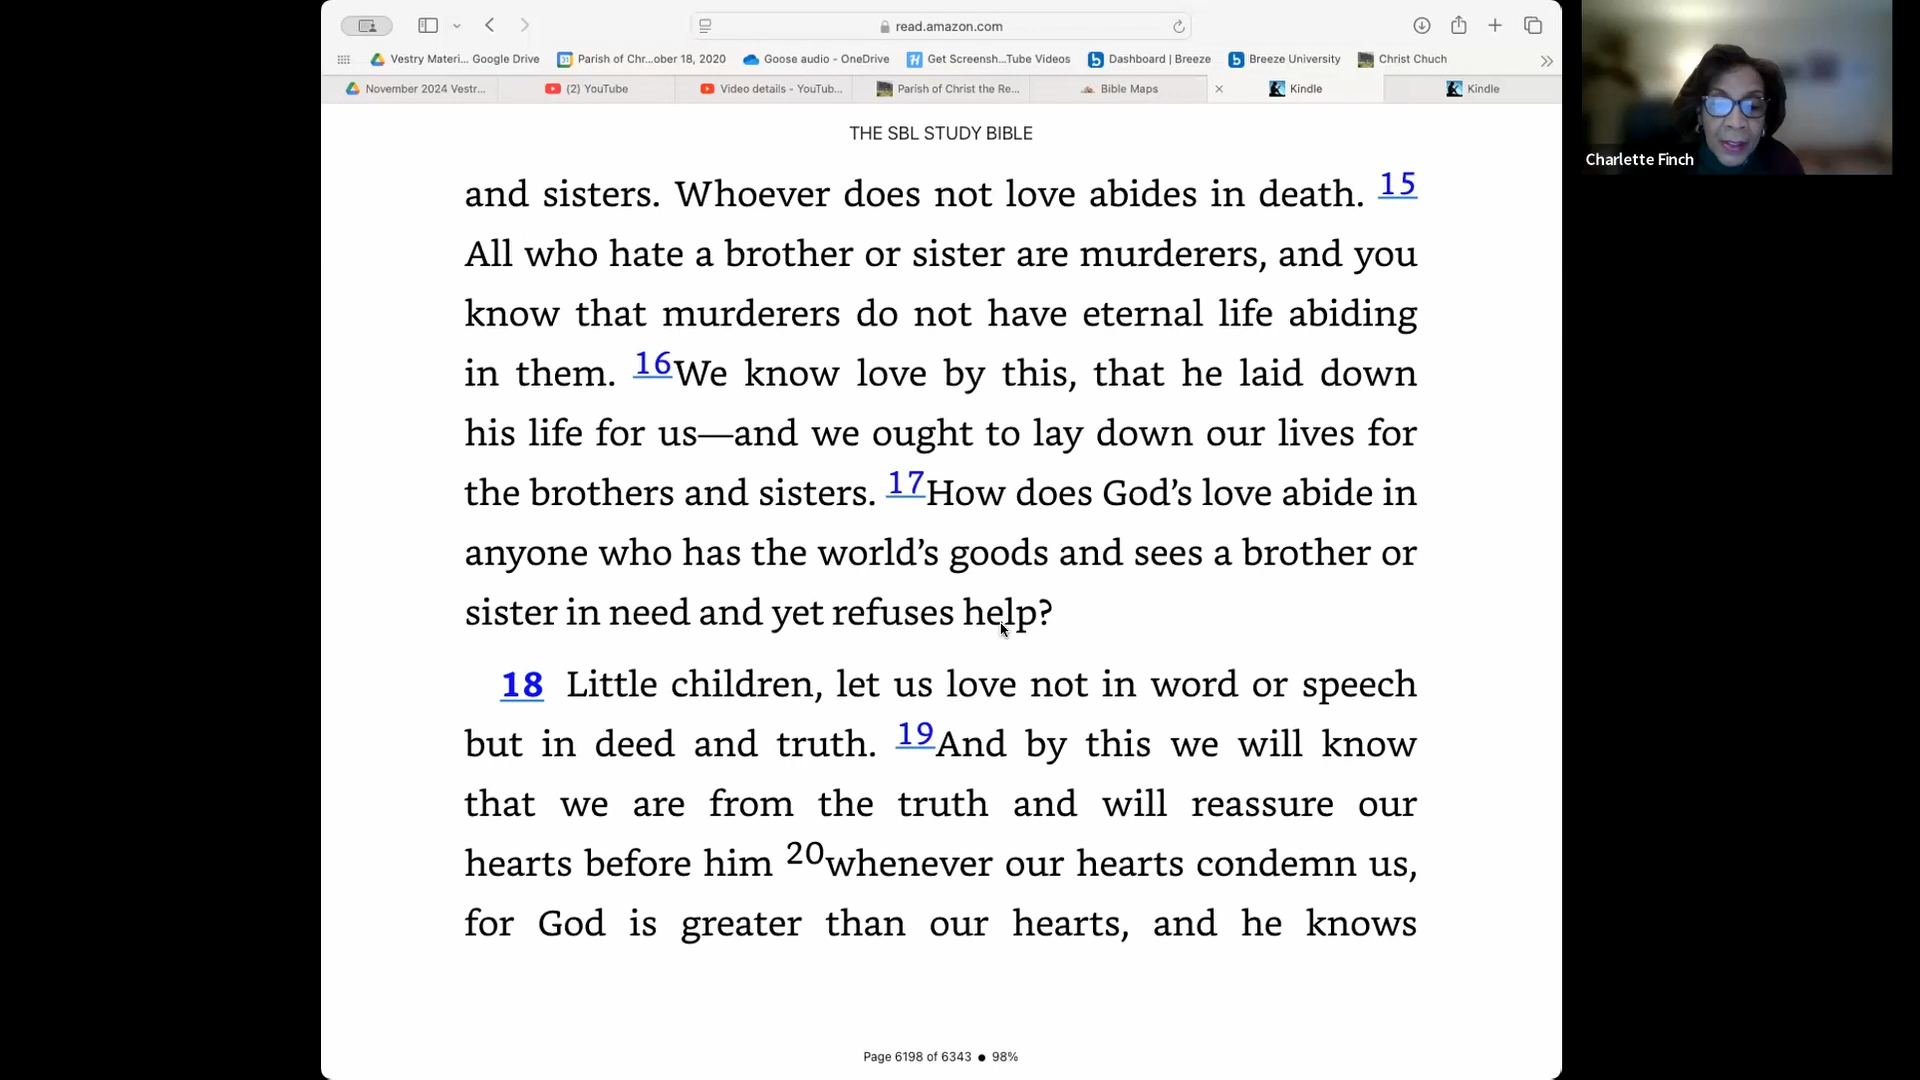 read.amazon.com
Vestry Materi... Google Drive
Parish of Chr...ober 18, 2020
Goose audio - OneDrive
Get Screensh...Tube Videos
Dashboard | Breeze
Breeze University
Christ Chuch
November 2024 Vestr...
(2) YouTube
Video details - YouTub...
Parish of Christ the Re...
Bible Maps
Kindle
Kindle
Charlette Finch
THE SBL STUDY BIBLE
and sisters. Whoever does not love abides in death. 15
All who hate a brother or sister are murderers, and you
know that murderers do not have eternal life abiding
in them. 16We know love by this, that he laid down
his life for us—and we ought to lay down our lives for
the brothers and sisters. 17How does God’s love abide in
anyone who has the world’s goods and sees a brother or
sister in need and yet refuses help?
18 Little children, let us love not in word or speech
but in deed and truth. 19And by this we will know
that we are from the truth and will reassure our
hearts before him 20whenever our hearts condemn us,
for God is greater than our hearts, and he knows
Page 6198 of 6343 ● 98%